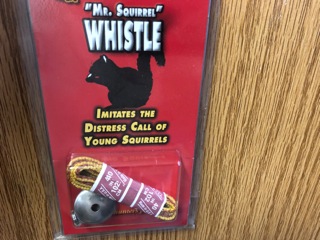 "MR. SQUIRREL"
WHISTLE
IMITATES THE
DISTRESS CALL OF
YOUNG SQUIRRELS